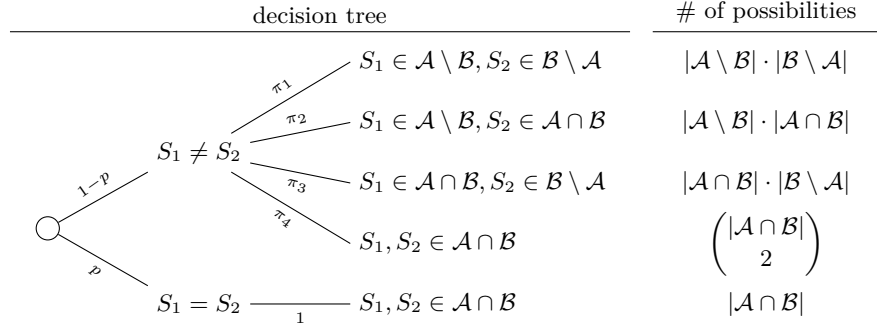 decision tree # of possibilities
π₁ S₁ ∈ 𝒜 \ ℬ, S₂ ∈ ℬ \ 𝒜 |𝒜 \ ℬ| · |ℬ \ 𝒜|
π₂ S₁ ∈ 𝒜 \ ℬ, S₂ ∈ 𝒜 ∩ ℬ |𝒜 \ ℬ| · |𝒜 ∩ ℬ|
1−p S₁ ≠ S₂
π₃ S₁ ∈ 𝒜 ∩ ℬ, S₂ ∈ ℬ \ 𝒜 |𝒜 ∩ ℬ| · |ℬ \ 𝒜|
π₄ S₁, S₂ ∈ 𝒜 ∩ ℬ (|𝒜 ∩ ℬ|
2)
p S₁ = S₂ 1 S₁, S₂ ∈ 𝒜 ∩ ℬ |𝒜 ∩ ℬ|